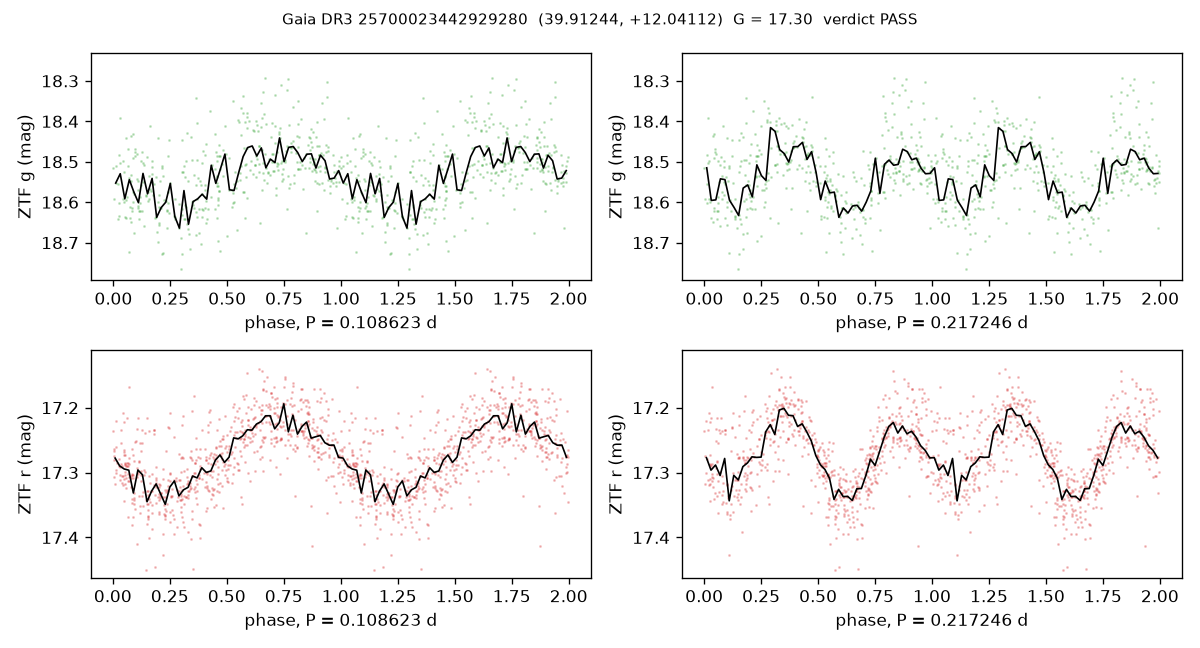 Gaia DR3 25700023442929280 (39.91244, +12.04112) G = 17.30 verdict PASS
ZTF g (mag)
18.3
18.4
18.5
18.6
18.7
0.00 0.25 0.50 0.75 1.00 1.25 1.50 1.75 2.00
phase, P = 0.108623 d
ZTF g (mag)
18.3
18.4
18.5
18.6
18.7
0.00 0.25 0.50 0.75 1.00 1.25 1.50 1.75 2.00
phase, P = 0.217246 d
ZTF r (mag)
17.2
17.3
17.4
0.00 0.25 0.50 0.75 1.00 1.25 1.50 1.75 2.00
phase, P = 0.108623 d
ZTF r (mag)
17.2
17.3
17.4
0.00 0.25 0.50 0.75 1.00 1.25 1.50 1.75 2.00
phase, P = 0.217246 d